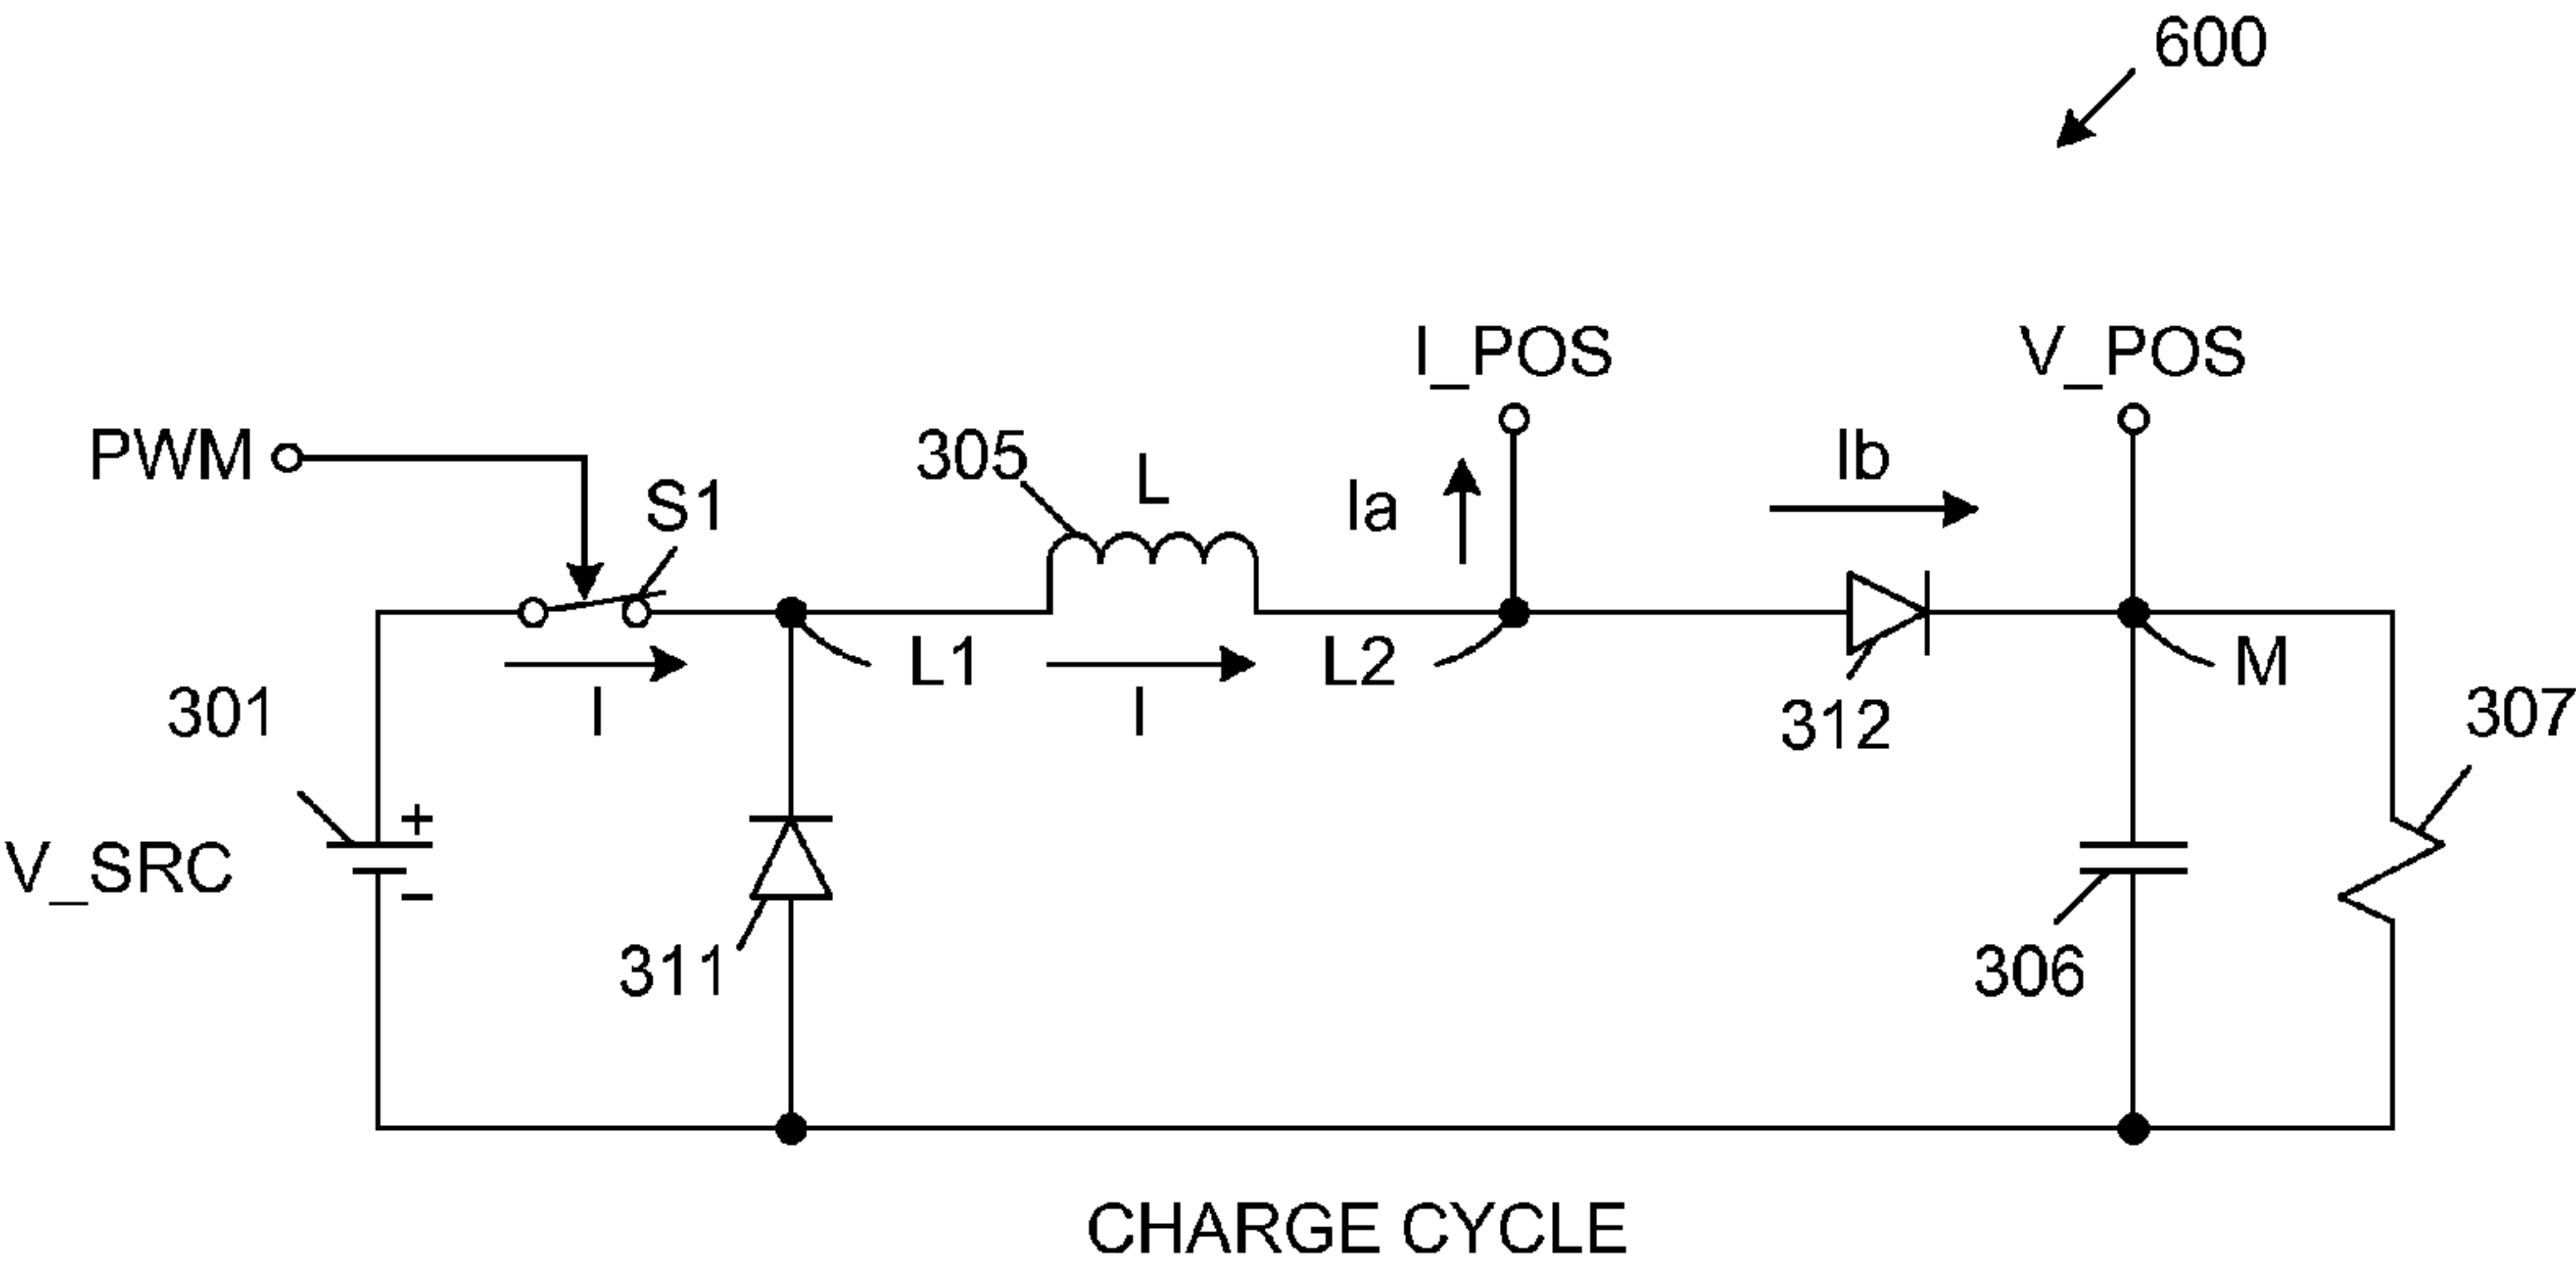 600
I_POS
V_POS
PWM
S1
305
L
Ia
Ib
301
I
L1
I
L2
312
M
307
V_SRC
+
−
311
306
CHARGE CYCLE